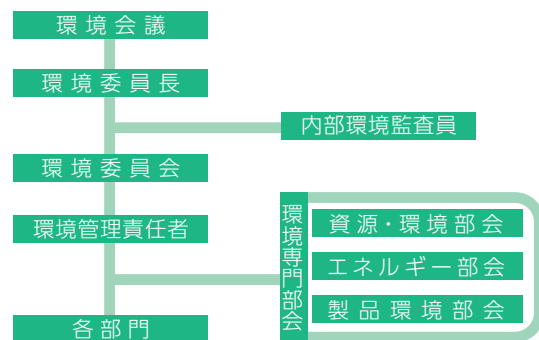 環境会議
環境委員長
内部環境監査員
環境委員会
環境管理責任者
環境専門部会
資源・環境部会
エネルギー部会
製品環境部会
各部門